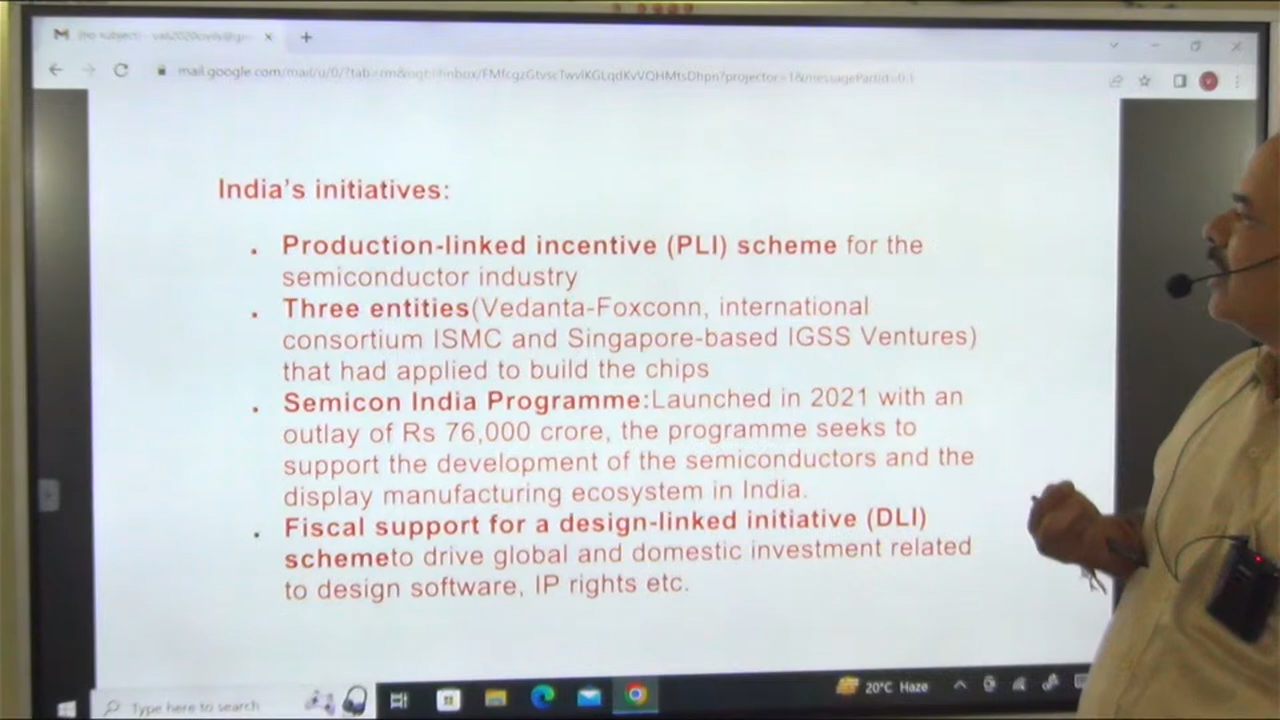 India's initiatives:
. Production-linked incentive (PLI) scheme for the
semiconductor industry
. Three entities(Vedanta-Foxconn, international
consortium ISMC and Singapore-based IGSS Ventures)
that had applied to build the chips
. Semicon India Programme:Launched in 2021 with an
outlay of Rs 76,000 crore, the programme seeks to
support the development of the semiconductors and the
display manufacturing ecosystem in India.
. Fiscal support for a design-linked initiative (DLI)
schemeto drive global and domestic investment related
to design software, IP rights etc.
Type here to search
20°C Haze